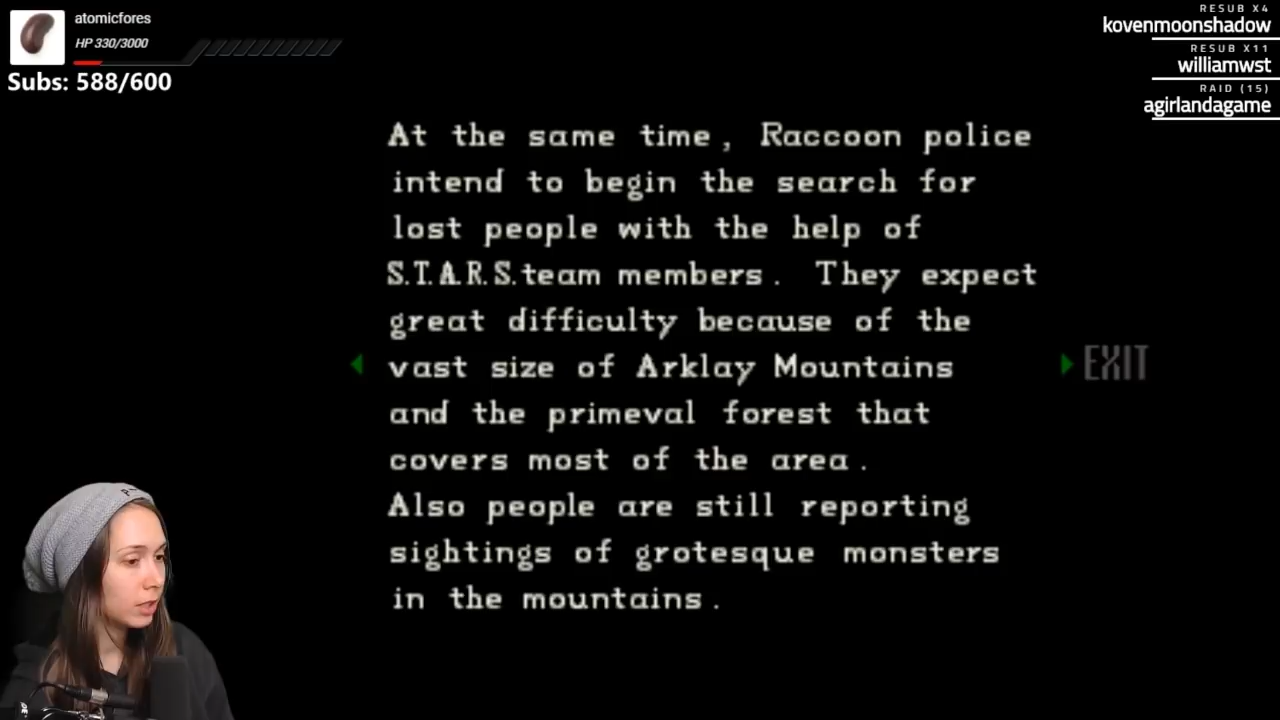 atomicfores
HP 330/3000
Subs: 588/600
RESUB X4
kovenmoonshadow
RESUB X11
williamwst
RAID (15)
agirlandagame
At the same time, Raccoon police
intend to begin the search for
lost people with the help of
S.T.A.R.S.team members. They expect
great difficulty because of the
vast size of Arklay Mountains
and the primeval forest that
covers most of the area.
Also people are still reporting
sightings of grotesque monsters
in the mountains.
EXIT